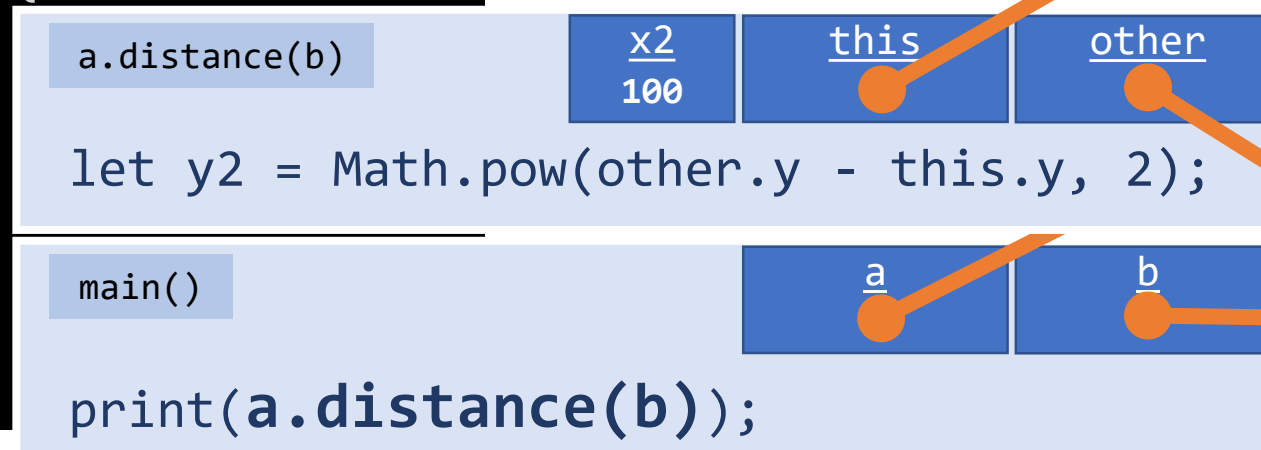 a.distance(b)
x2 this other
100
let y2 = Math.pow(other.y - this.y, 2);
main()
a b
print(a.distance(b));